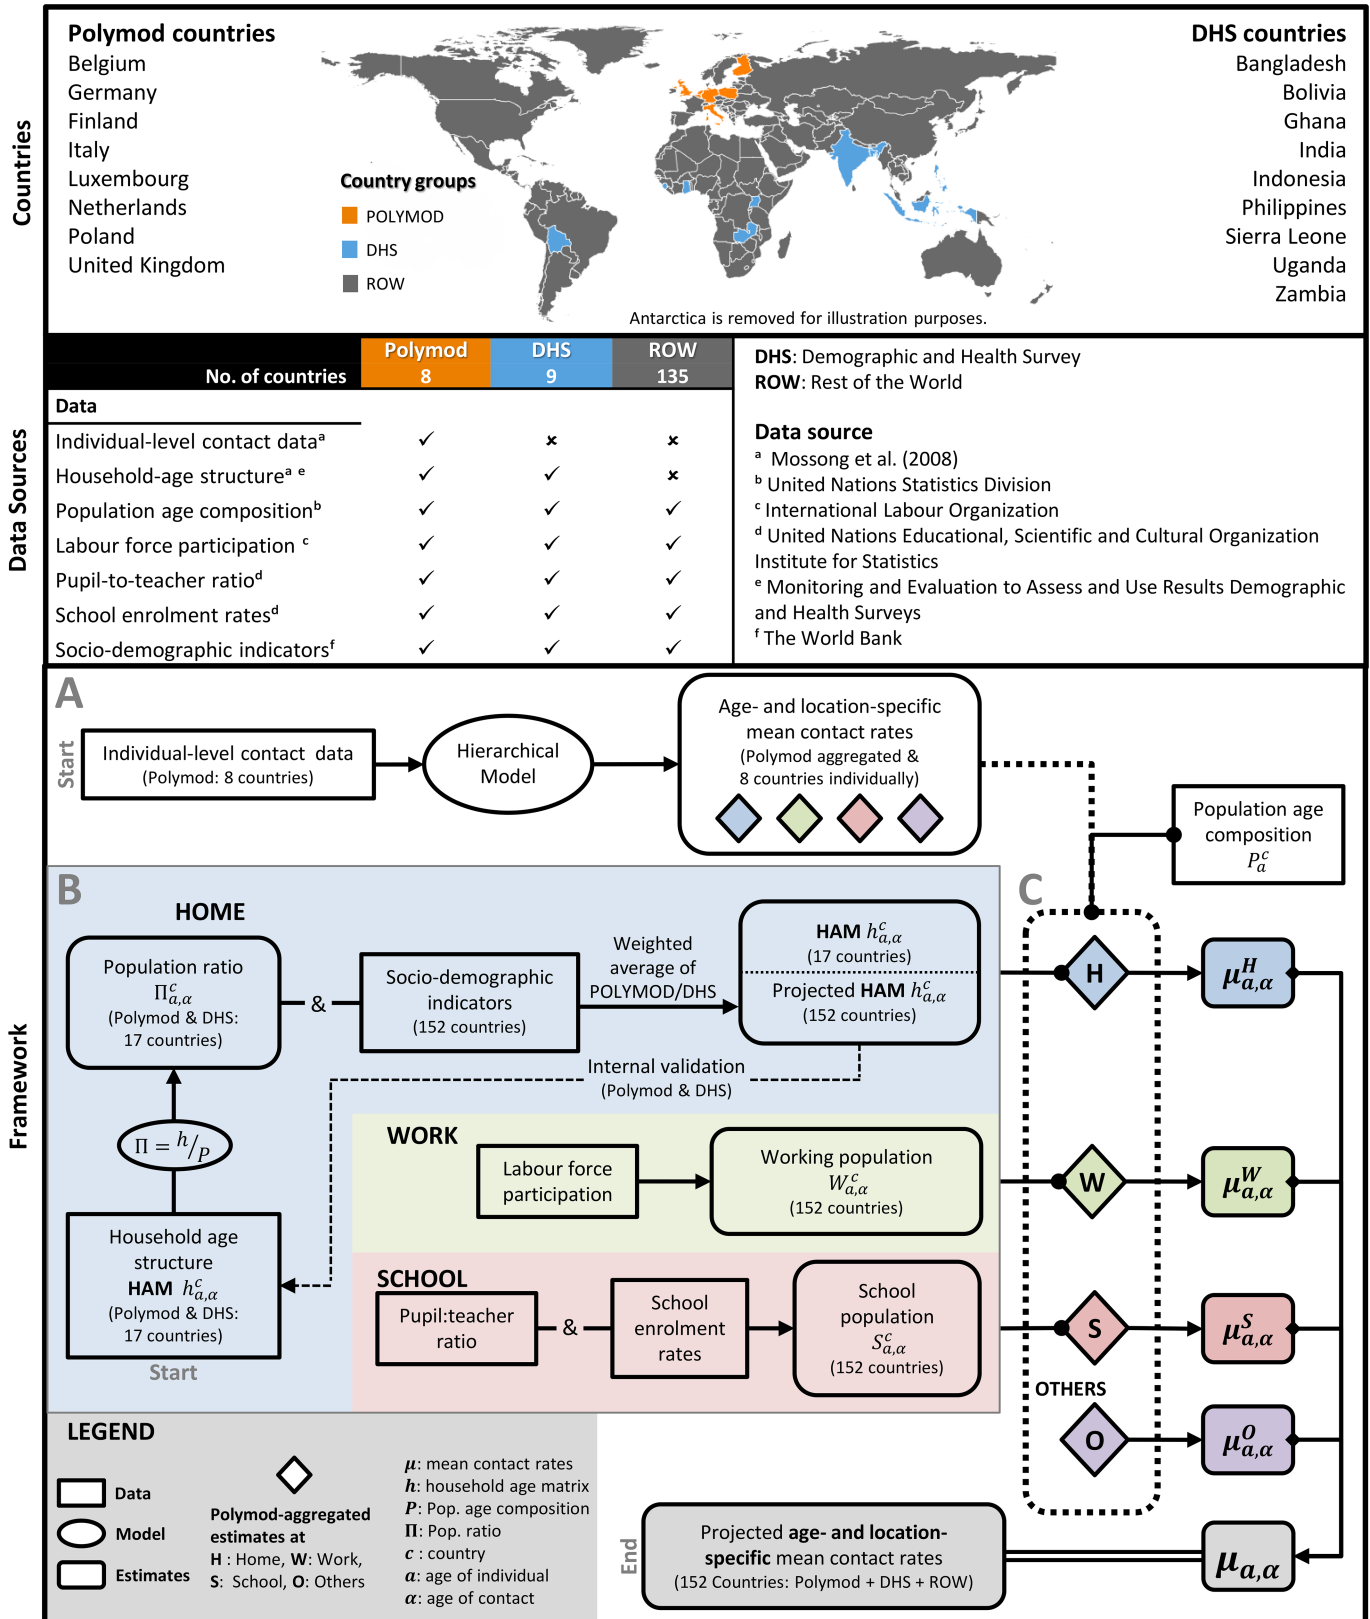 Countries
Polymod countries
Belgium
Germany
Finland
Italy
Luxembourg
Netherlands
Poland
United Kingdom
Country groups
POLYMOD
DHS
ROW
Antarctica is removed for illustration purposes.
DHS countries
Bangladesh
Bolivia
Ghana
India
Indonesia
Philippines
Sierra Leone
Uganda
Zambia
Data Sources
Polymod DHS ROW
No. of countries 8 9 135
Data
Individual-level contact dataᵃ ✓ ✗ ✗
Household-age structureᵃ ᵉ ✓ ✓ ✗
Population age compositionᵇ ✓ ✓ ✓
Labour force participation ᶜ ✓ ✓ ✓
Pupil-to-teacher ratioᵈ ✓ ✓ ✓
School enrolment ratesᵈ ✓ ✓ ✓
Socio-demographic indicatorsᶠ ✓ ✓ ✓
DHS: Demographic and Health Survey
ROW: Rest of the World
Data source
ᵃ Mossong et al. (2008)
ᵇ United Nations Statistics Division
ᶜ International Labour Organization
ᵈ United Nations Educational, Scientific and Cultural Organization
Institute for Statistics
ᵉ Monitoring and Evaluation to Assess and Use Results Demographic
and Health Surveys
ᶠ The World Bank
Framework
A
Start
Individual-level contact data
(Polymod: 8 countries)
Hierarchical
Model
Age- and location-specific
mean contact rates
(Polymod aggregated &
8 countries individually)
Population age
composition
P_a^c
B
HOME
Population ratio
Π_{a,α}^c
(Polymod & DHS:
17 countries)
&
Socio-demographic
indicators
(152 countries)
Weighted
average of
POLYMOD/DHS
HAM h_{a,α}^c
(17 countries)
Projected HAM h_{a,α}^c
(152 countries)
Internal validation
(Polymod & DHS)
Π = h/P
Household age
structure
HAM h_{a,α}^c
(Polymod & DHS:
17 countries)
Start
WORK
Labour force
participation
Working population
W_{a,α}^c
(152 countries)
SCHOOL
Pupil:teacher
ratio
&
School
enrolment
rates
School
population
S_{a,α}^c
(152 countries)
C
H
μ_{a,α}^H
W
μ_{a,α}^W
S
μ_{a,α}^S
OTHERS
O
μ_{a,α}^O
μ_{a,α}
End
Projected age- and location-
specific mean contact rates
(152 Countries: Polymod + DHS + ROW)
LEGEND
Data
Model
Estimates
Polymod-aggregated
estimates at
H : Home, W: Work,
S: School, O: Others
μ: mean contact rates
h: household age matrix
P: Pop. age composition
Π: Pop. ratio
c : country
a: age of individual
α: age of contact